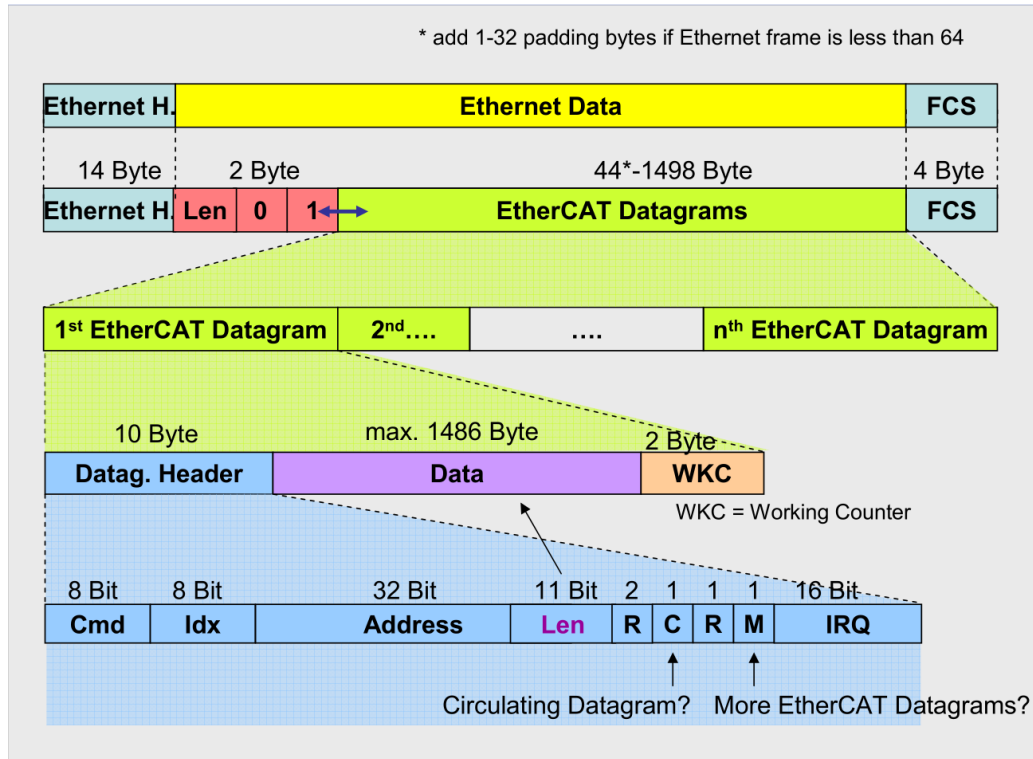 * add 1-32 padding bytes if Ethernet frame is less than 64
Ethernet H. Ethernet Data FCS
14 Byte 2 Byte 44*-1498 Byte 4 Byte
Ethernet H. Len 0 1 EtherCAT Datagrams FCS
1st EtherCAT Datagram 2nd.... .... nth EtherCAT Datagram
10 Byte max. 1486 Byte 2 Byte
Datag. Header Data WKC
WKC = Working Counter
8 Bit 8 Bit 32 Bit 11 Bit 2 1 1 1 16 Bit
Cmd Idx Address Len R C R M IRQ
Circulating Datagram? More EtherCAT Datagrams?